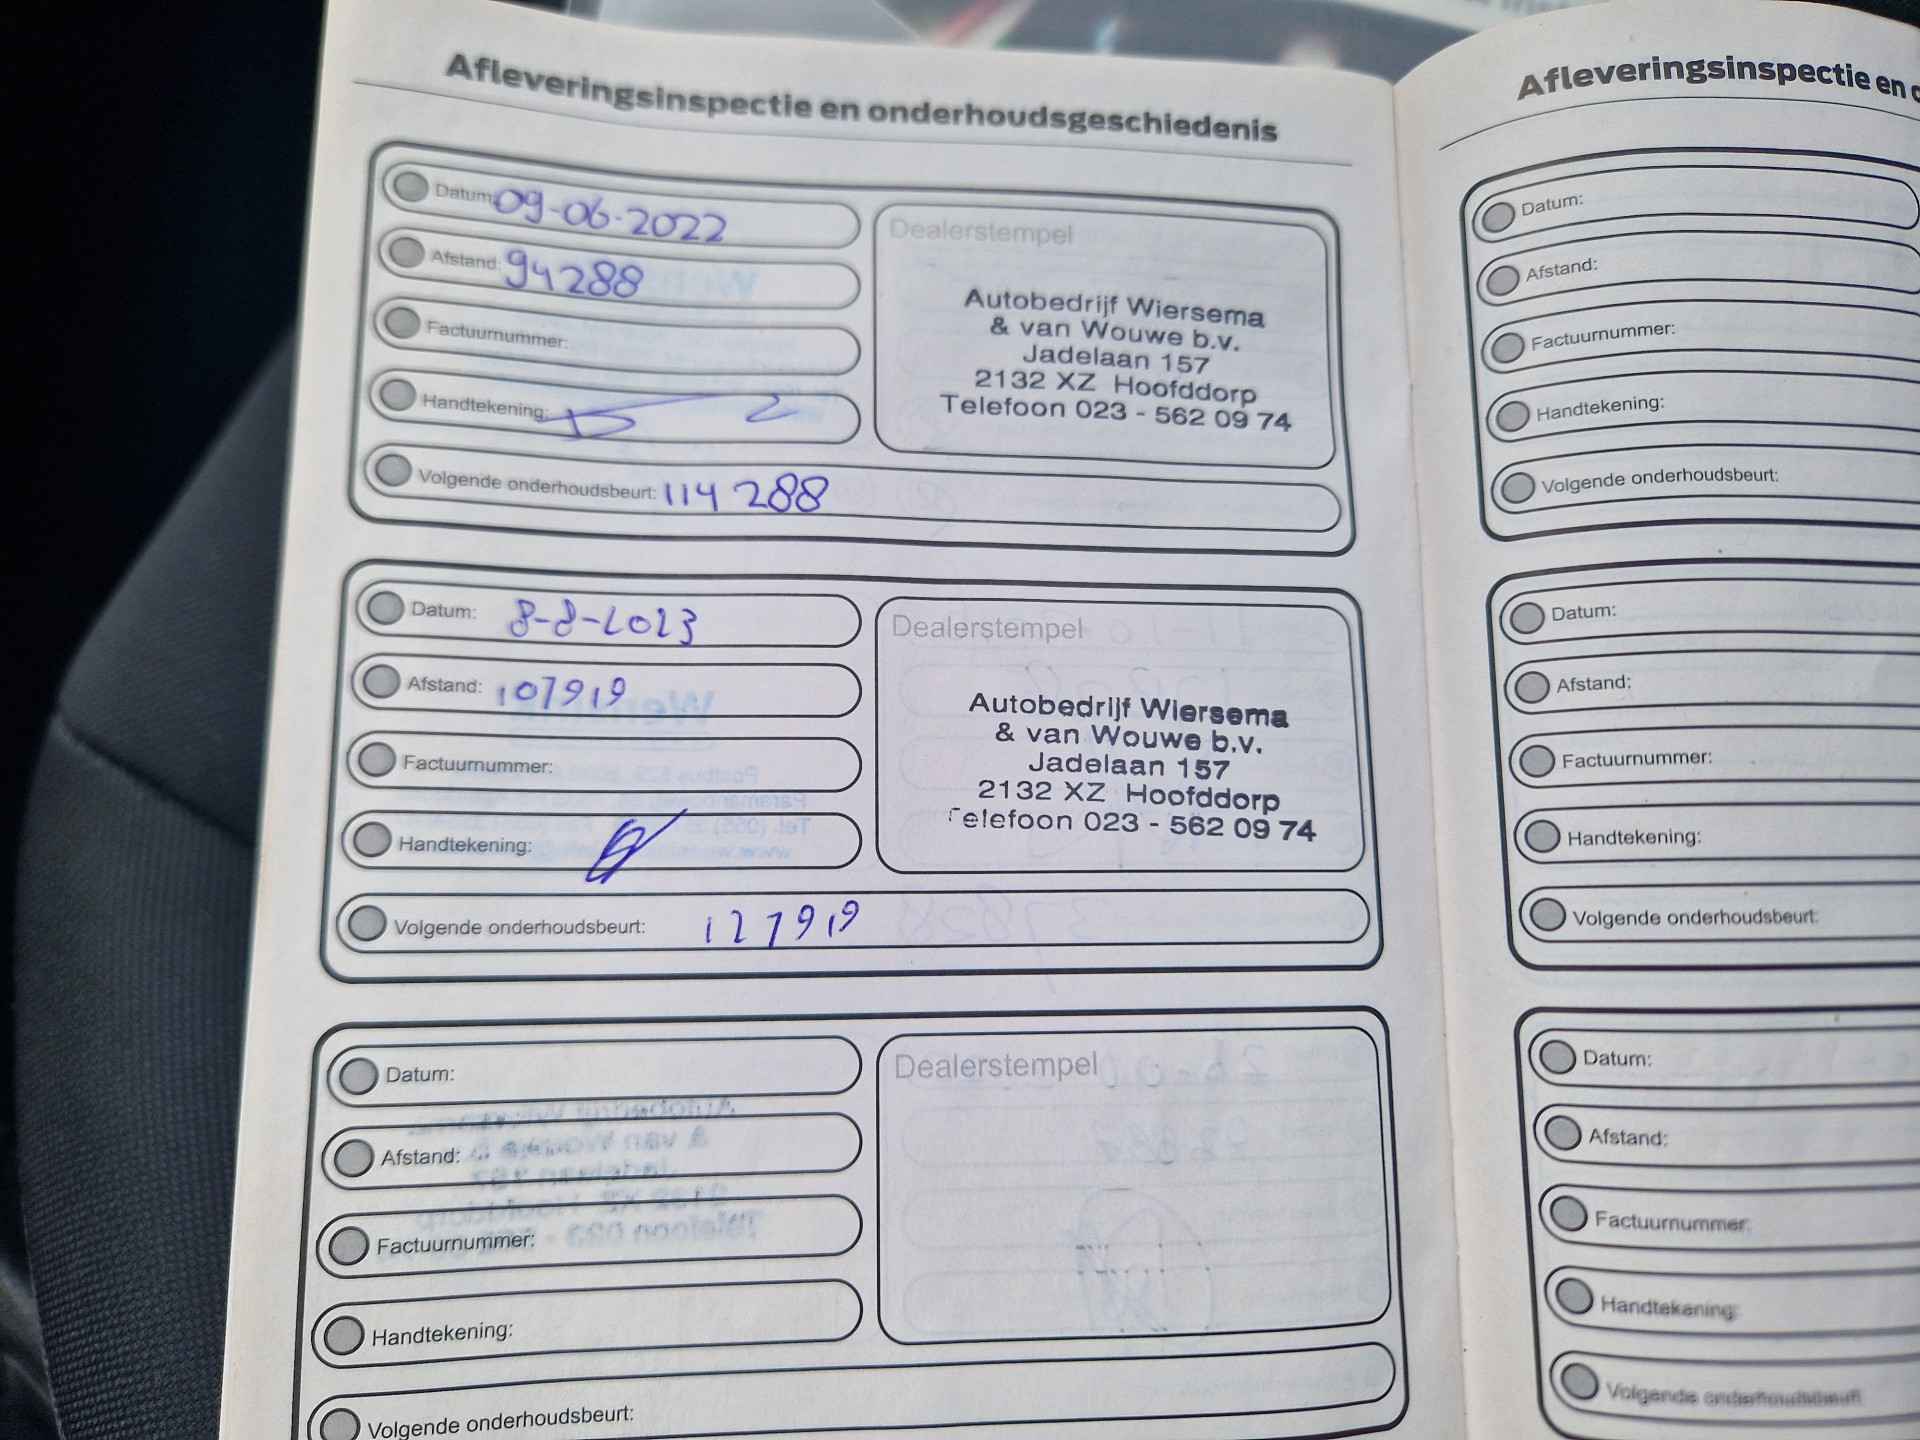 Afleveringsinspectie en onderhoudsgeschiedenis
Datum: 09-06-2022
Afstand: 94288
Factuurnummer:
Handtekening:
Volgende onderhoudsbeurt: 114 288
Dealerstempel
Autobedrijf Wiersema
& van Wouwe b.v.
Jadelaan 157
2132 XZ Hoofddorp
Telefoon 023 - 562 09 74
Datum: 8-8-2023
Afstand: 107919
Factuurnummer:
Handtekening:
Volgende onderhoudsbeurt: 127919
Dealerstempel
Autobedrijf Wiersema
& van Wouwe b.v.
Jadelaan 157
2132 XZ Hoofddorp
Telefoon 023 - 562 09 74
Datum:
Afstand:
Factuurnummer:
Handtekening:
Volgende onderhoudsbeurt:
Dealerstempel
Afleveringsinspectie en
Datum:
Afstand:
Factuurnummer:
Handtekening:
Volgende onderhoudsbeurt:
Datum:
Afstand:
Factuurnummer:
Handtekening:
Volgende onderhoudsbeurt:
Datum:
Afstand:
Factuurnummer:
Handtekening:
Volgende onderhoudsbeurt: